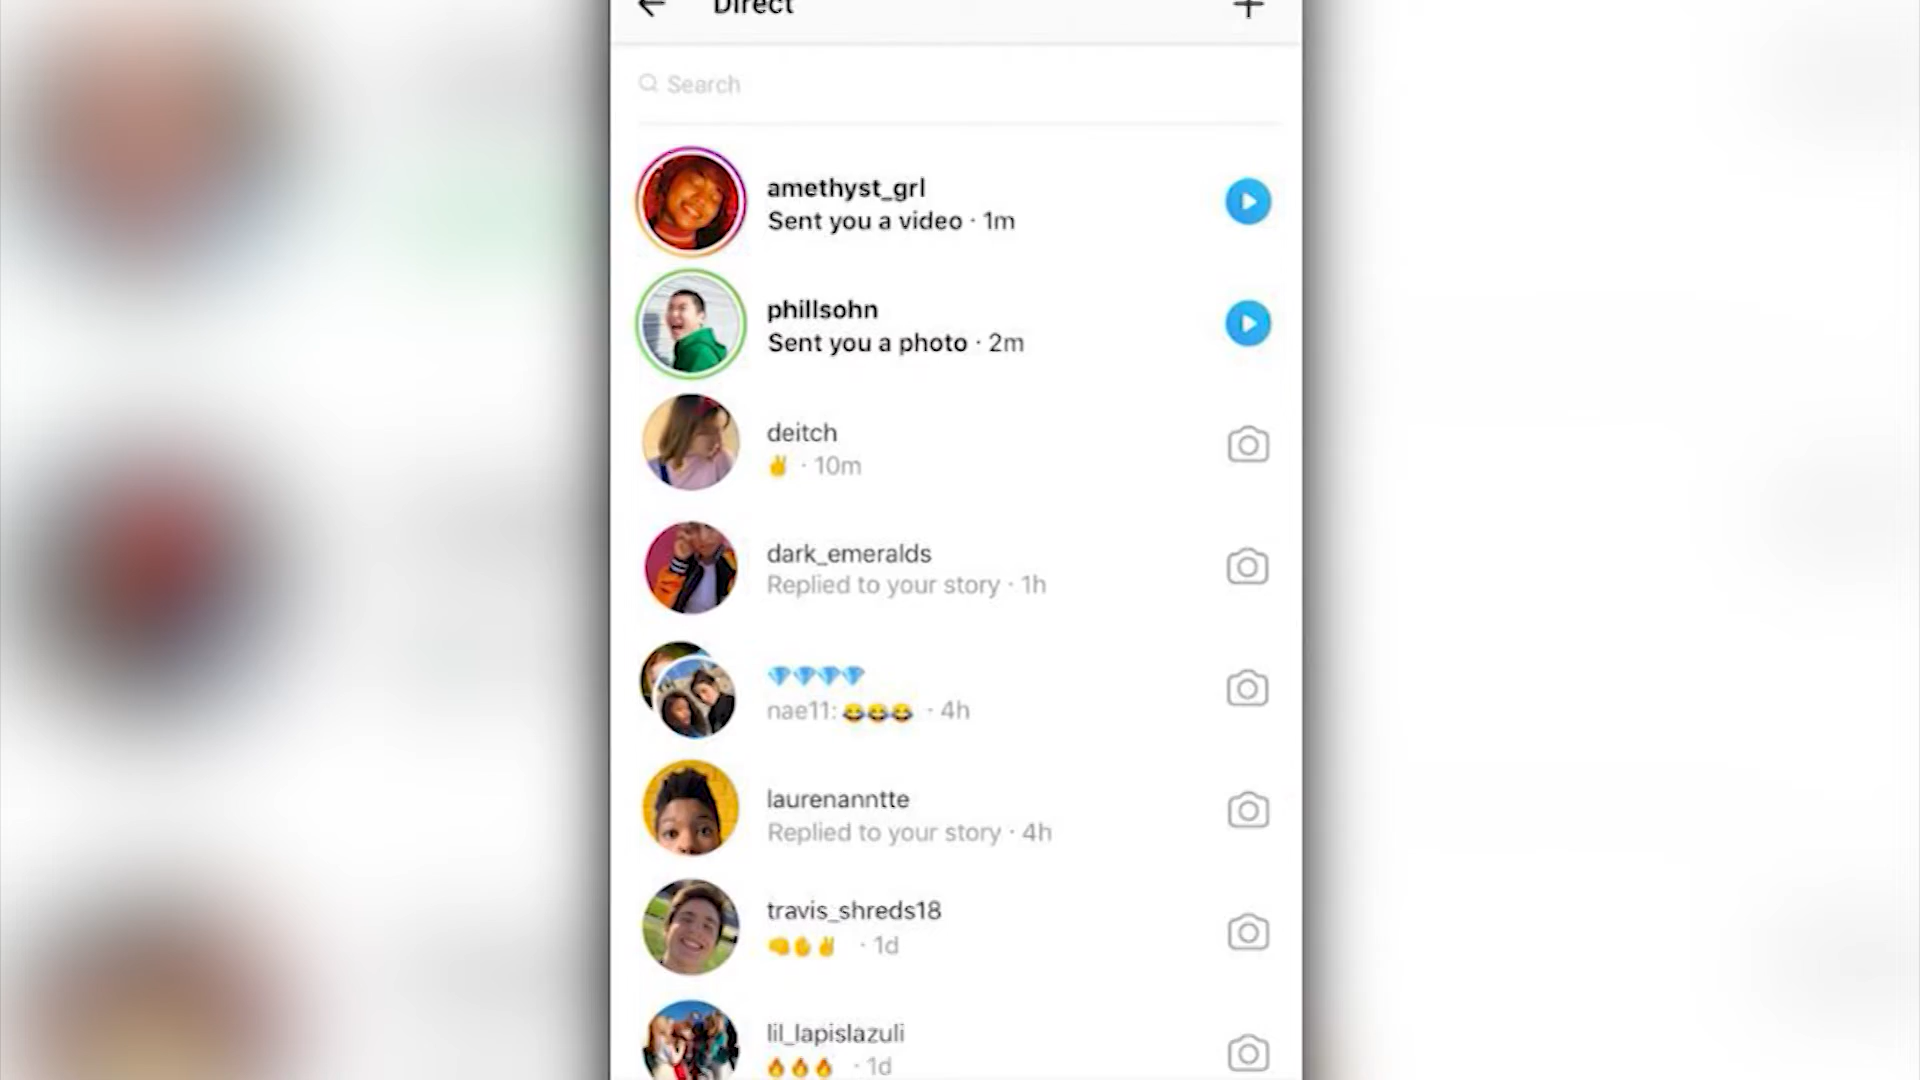 Direct
Search
amethyst_grl
Sent you a video · 1m
phillsohn
Sent you a photo · 2m
deitch
✌️ · 10m
dark_emeralds
Replied to your story · 1h
💎💎💎💎
nae11: 😂😂😂 · 4h
laurenanntte
Replied to your story · 4h
travis_shreds18
👊✋✌️ · 1d
lil_lapislazuli
🔥🔥🔥 · 1d